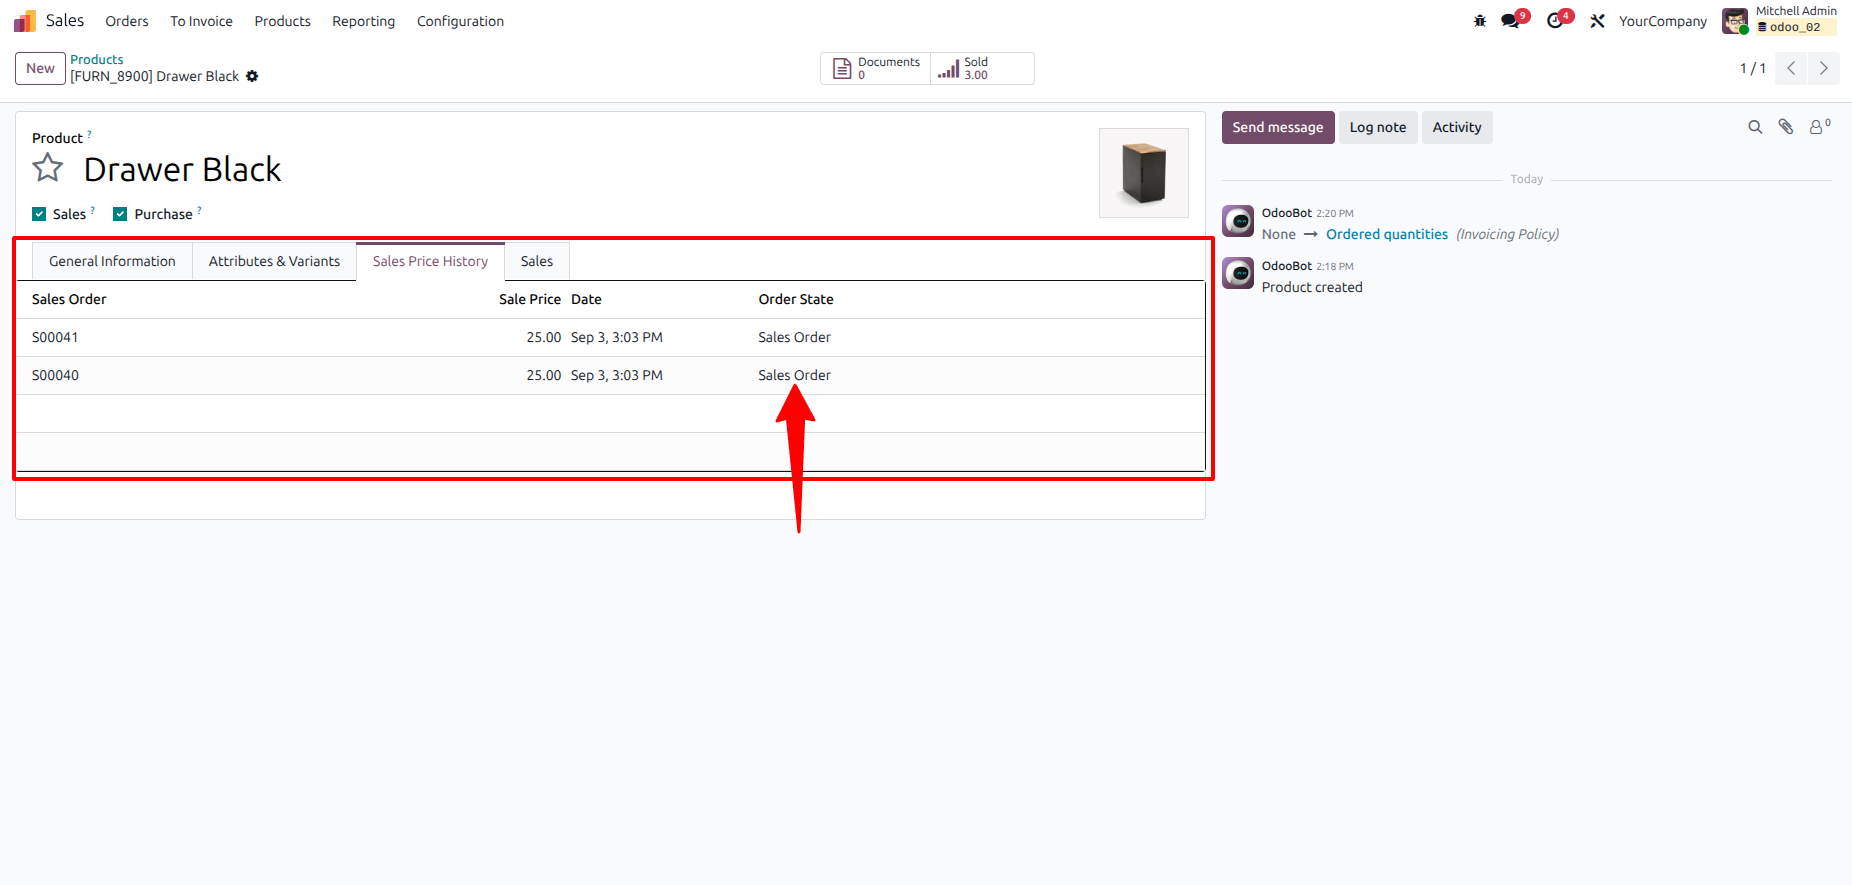 Sales Orders To Invoice Products Reporting Configuration 9 4 YourCompany Mitchell Admin
odoo_02
New Products
[FURN_8900] Drawer Black
Documents
0
Sold
3.00
1 / 1
Product ?
Drawer Black
Sales ? Purchase ?
General Information Attributes & Variants Sales Price History Sales
Sales Order Sale Price Date Order State
S00041 25.00 Sep 3, 3:03 PM Sales Order
S00040 25.00 Sep 3, 3:03 PM Sales Order
Send message Log note Activity 0
Today
OdooBot 2:20 PM
None → Ordered quantities (Invoicing Policy)
OdooBot 2:18 PM
Product created